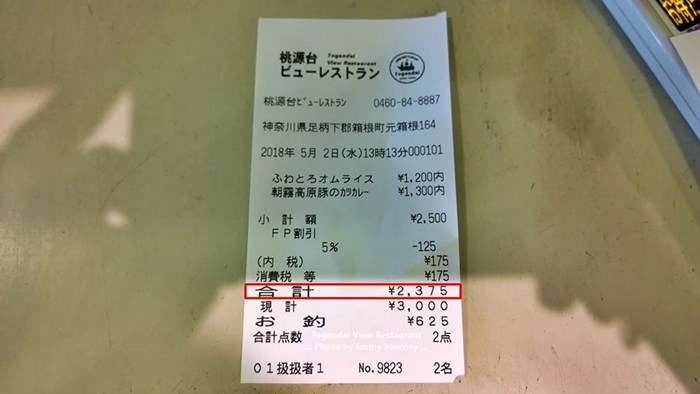 桃源台 Togendai
View Restaurant
ビューレストラン
Togendai
桃源台ﾋﾞｭｰﾚｽﾄﾗﾝ 0460-84-8887
神奈川県足柄下郡箱根町元箱根164
2018年 5月 2日(水)13時13分000101
ふわとろオムライス ¥1,200内
朝霧高原豚のｶﾂｶﾚｰ ¥1,300内
小 計 額 ¥2,500
ＦＰ割引
5% -125
(内 税) ¥175
消費税 等 ¥175
合 計 ¥2,375
現 計 ¥3,000
お 釣 ¥625
合計点数 2点
Togendai View Restaurant
... Photo by Emmy Journey ...
０１扱扱者１ No.9823 2名